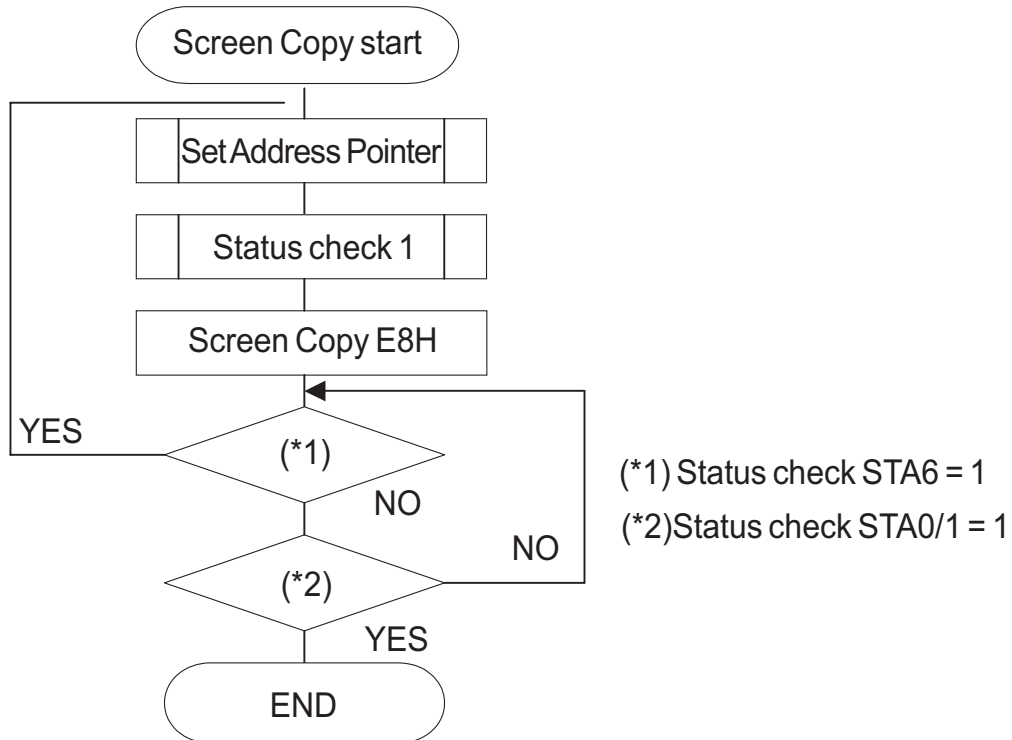 Screen Copy start
Set Address Pointer
Status check 1
Screen Copy E8H
YES
(*1)
NO
(*1) Status check STA6 = 1
(*2)Status check STA0/1 = 1
NO
(*2)
YES
END